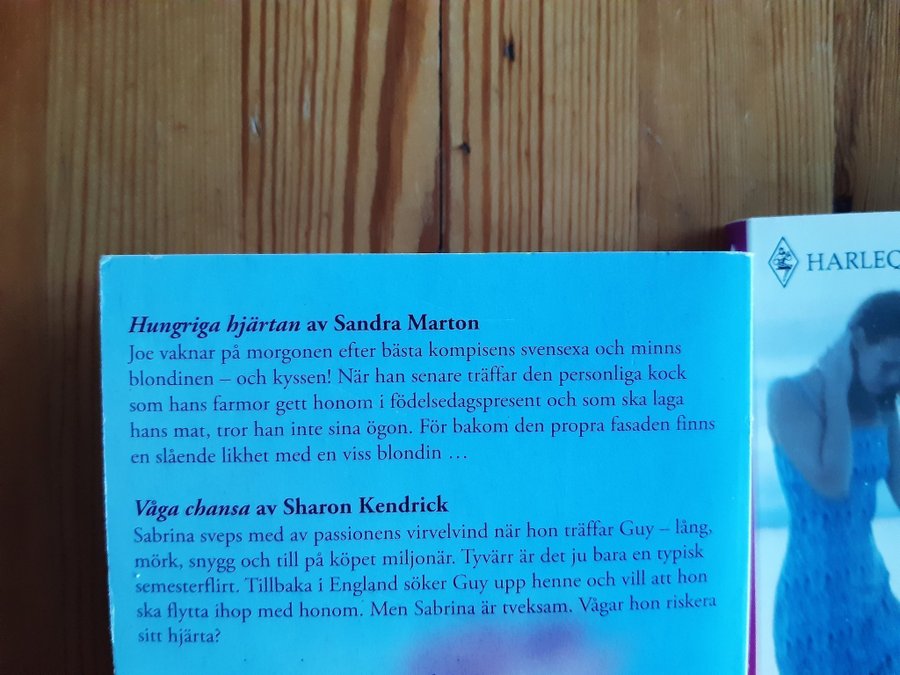 Hungriga hjärtan av Sandra Marton
Joe vaknar på morgonen efter bästa kompisens svensexa och minns
blondinen – och kyssen! När han senare träffar den personliga kock
som hans farmor gett honom i födelsedagspresent och som ska laga
hans mat, tror han inte sina ögon. För bakom den propra fasaden finns
en slående likhet med en viss blondin …
Våga chansa av Sharon Kendrick
Sabrina sveps med av passionens virvelvind när hon träffar Guy – lång,
mörk, snygg och till på köpet miljonär. Tyvärr är det ju bara en typisk
semesterflirt. Tillbaka i England söker Guy upp henne och vill att hon
ska flytta ihop med honom. Men Sabrina är tveksam. Vågar hon riskera
sitt hjärta?
HARLEQ